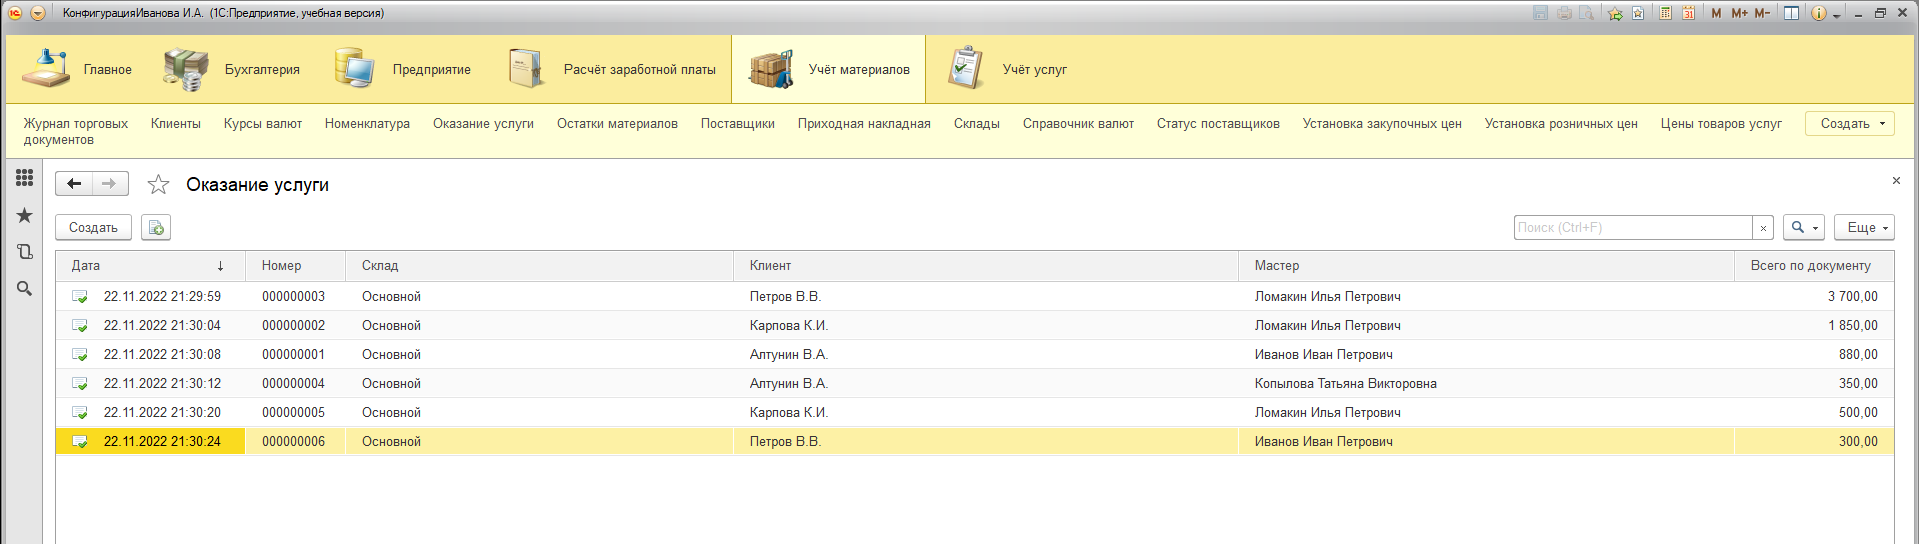 КонфигурацияИванова И.А. (1С:Предприятие, учебная версия)
M M+ M-
Главное Бухгалтерия Предприятие Расчёт заработной платы Учёт материалов Учёт услуг
Журнал торговых документов Клиенты Курсы валют Номенклатура Оказание услуги Остатки материалов Поставщики Приходная накладная Склады Справочник валют Статус поставщиков Установка закупочных цен Установка розничных цен Цены товаров услуг Создать
Оказание услуги
Создать Поиск (Ctrl+F) × Еще
Дата ↓ Номер Склад Клиент Мастер Всего по документу
22.11.2022 21:29:59 000000003 Основной Петров В.В. Ломакин Илья Петрович 3 700,00
22.11.2022 21:30:04 000000002 Основной Карпова К.И. Ломакин Илья Петрович 1 850,00
22.11.2022 21:30:08 000000001 Основной Алтунин В.А. Иванов Иван Петрович 880,00
22.11.2022 21:30:12 000000004 Основной Алтунин В.А. Копылова Татьяна Викторовна 350,00
22.11.2022 21:30:20 000000005 Основной Карпова К.И. Ломакин Илья Петрович 500,00
22.11.2022 21:30:24 000000006 Основной Петров В.В. Иванов Иван Петрович 300,00